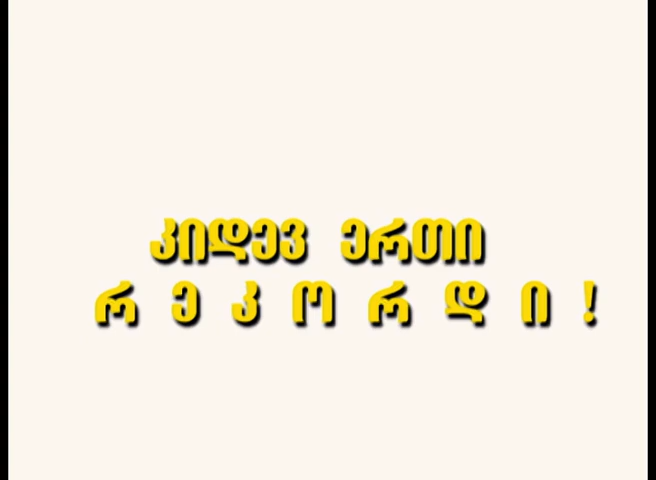 კიდევ ერთი
რ ე კ ო რ დ ი !